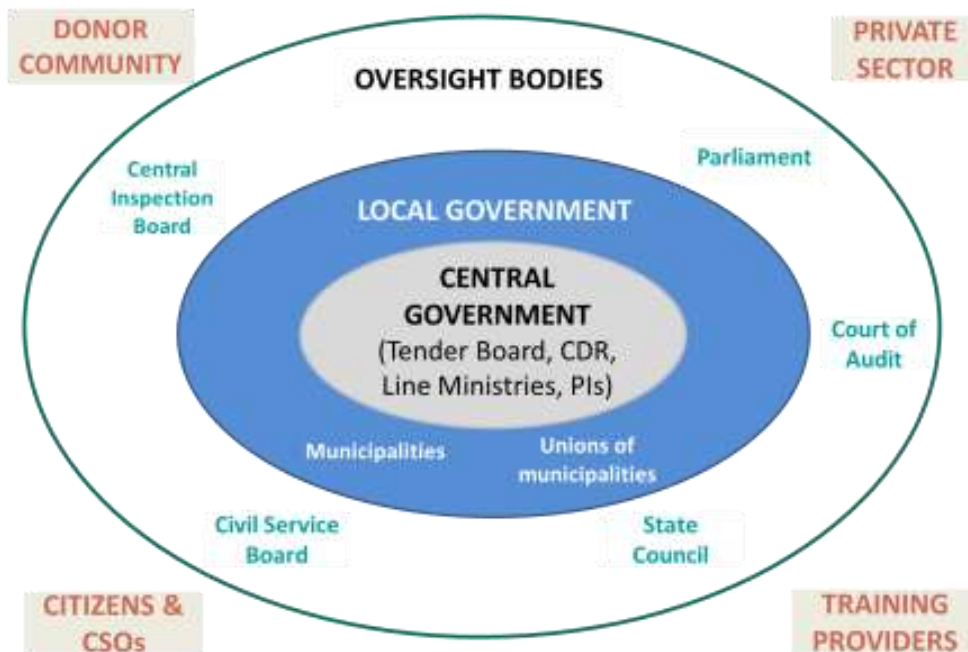 DONOR
COMMUNITY
PRIVATE
SECTOR
OVERSIGHT BODIES
Central
Inspection
Board
Parliament
LOCAL GOVERNMENT
CENTRAL
GOVERNMENT
(Tender Board, CDR,
Line Ministries, PIs)
Court of
Audit
Municipalities
Unions of
municipalities
Civil Service
Board
State
Council
CITIZENS &
CSOs
TRAINING
PROVIDERS